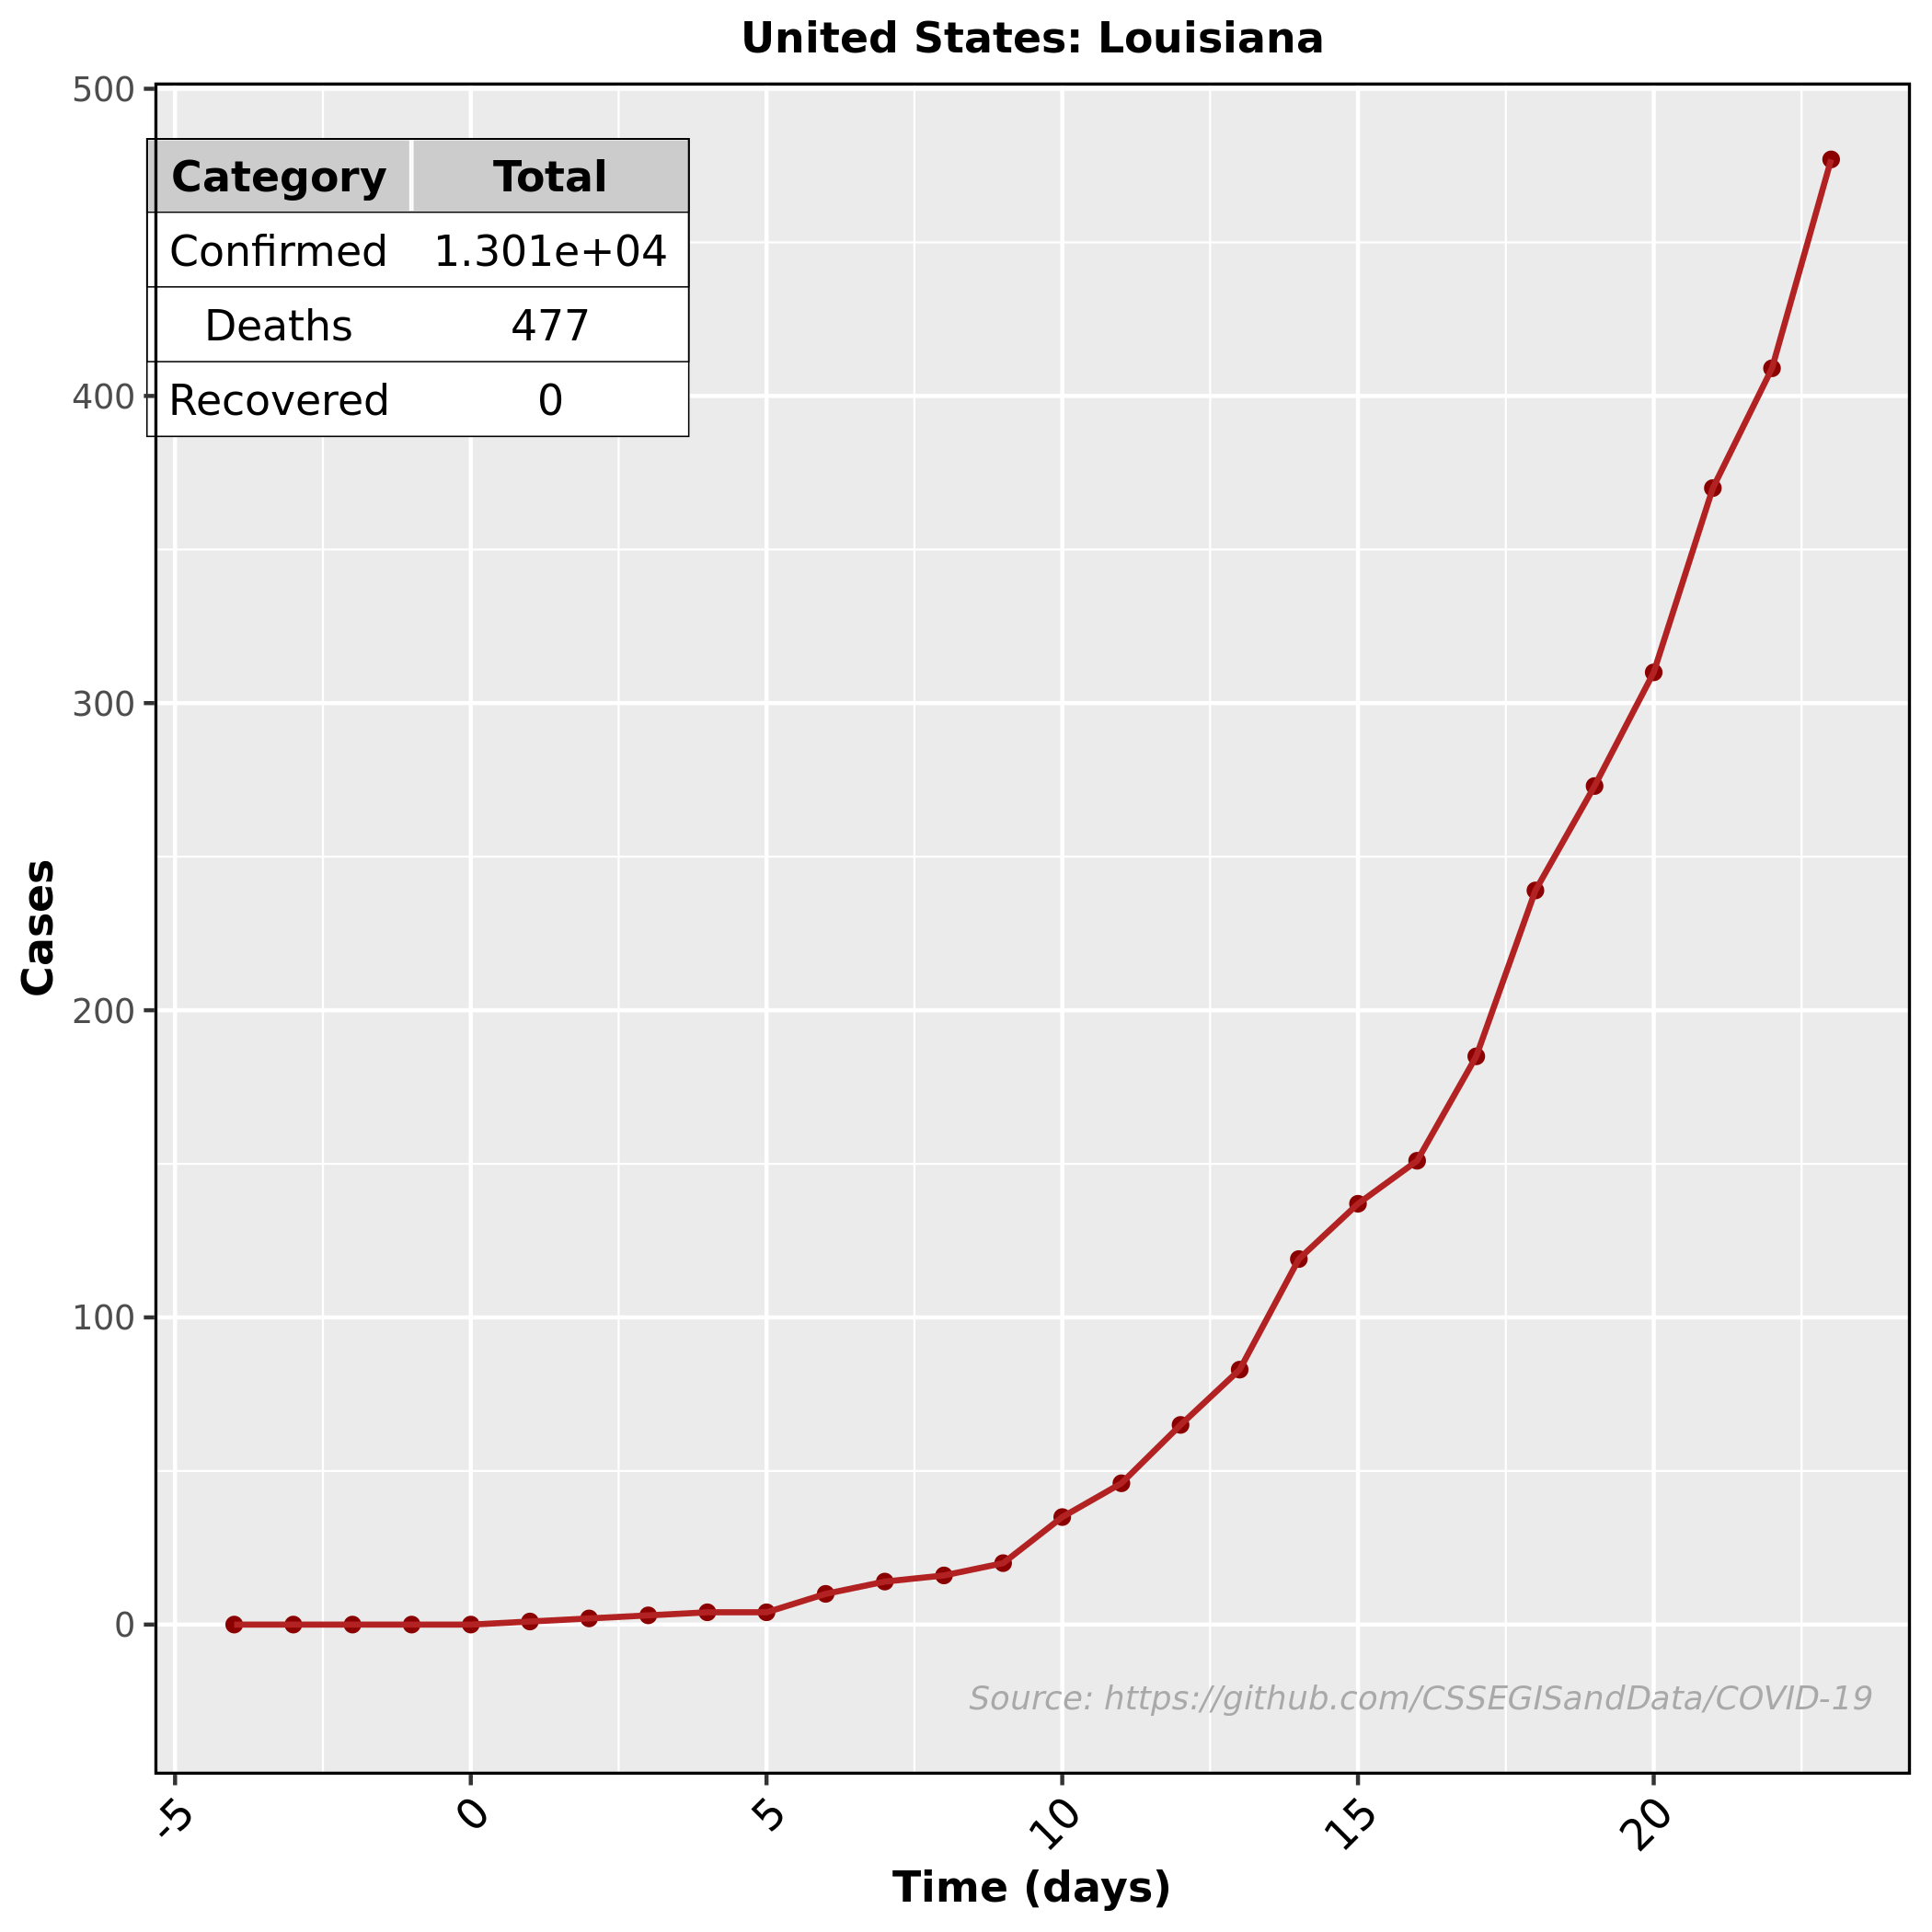 United States: Louisiana
500
400
300
200
100
0
Category Total
Confirmed 1.301e+04
Deaths 477
Recovered 0
Cases
Source: https://github.com/CSSEGISandData/COVID-19
-5 0 5 10 15 20
Time (days)